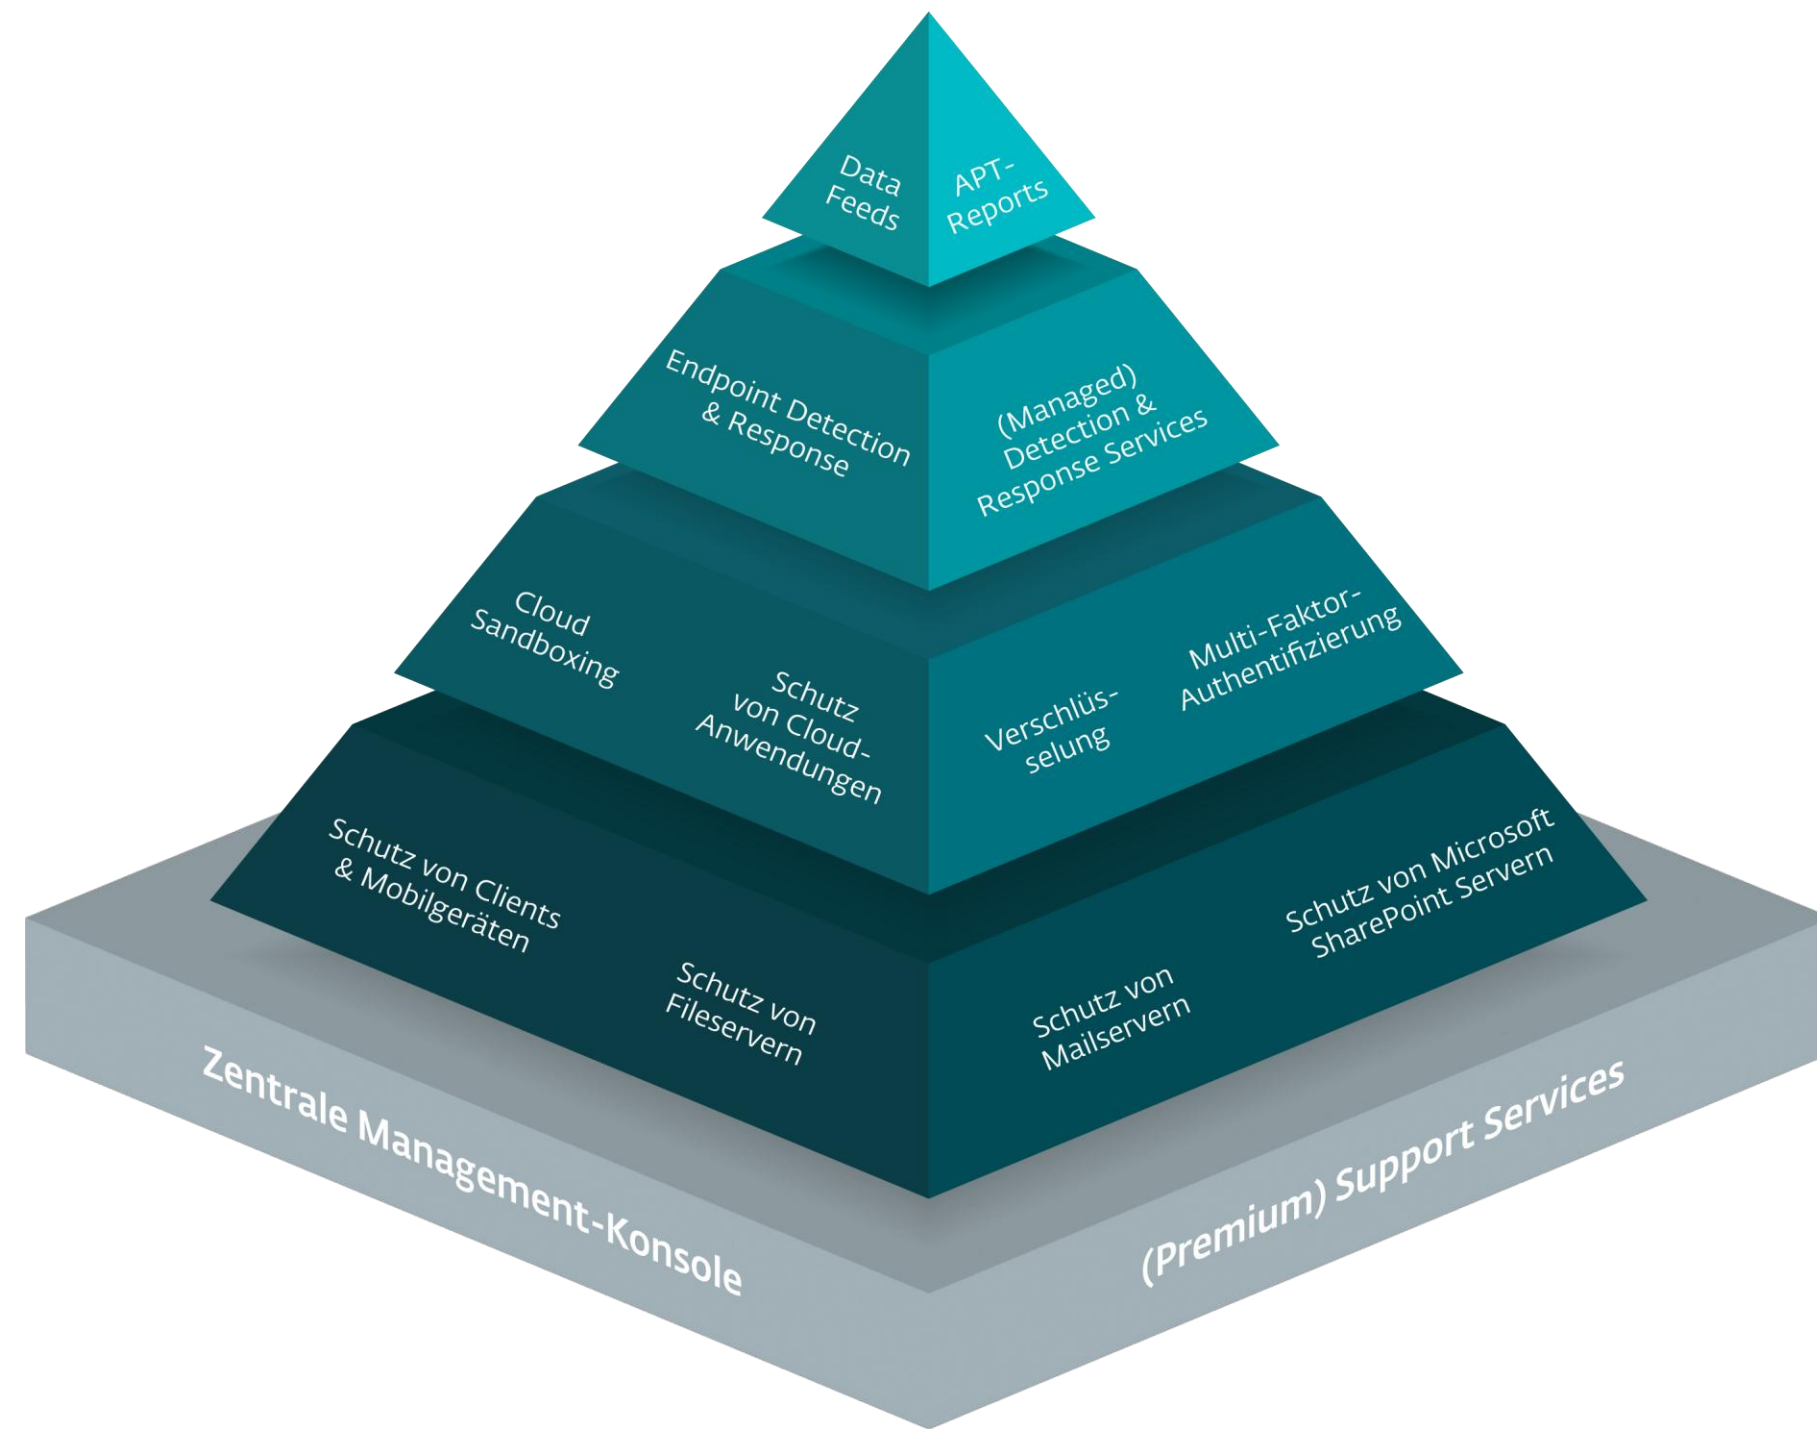 Data
Feeds
APT-
Reports
Endpoint Detection
& Response
(Managed)
Detection &
Response Services
Cloud
Sandboxing
Schutz
von Cloud-
Anwendungen
Verschlüs-
selung
Multi-Faktor-
Authentifizierung
Schutz von Clients
& Mobilgeräten
Schutz von
Fileservern
Schutz von
Mailservern
Schutz von Microsoft
SharePoint Servern
Zentrale Management-Konsole
(Premium) Support Services